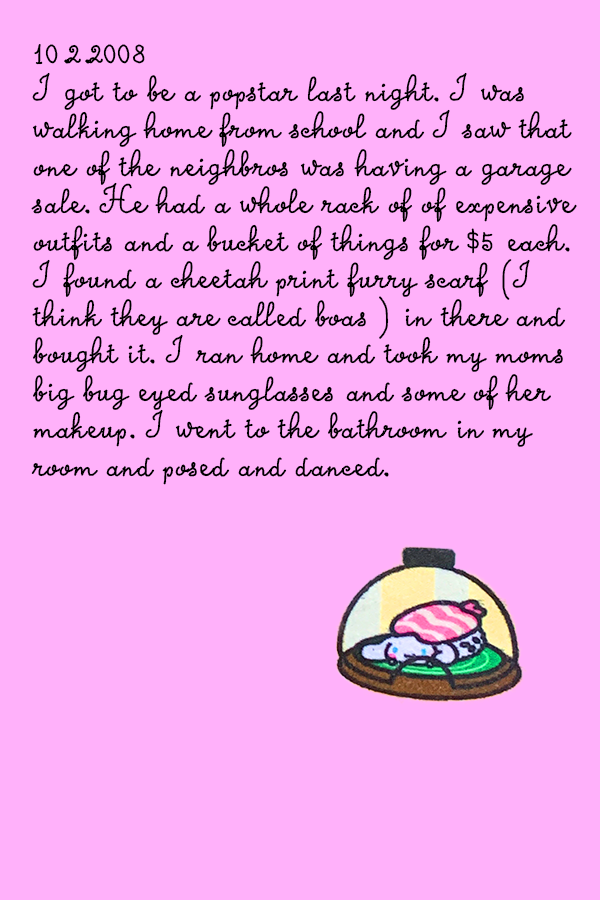 10 2 2008
I got to be a popstar last night. I was
walking home from school and I saw that
one of the neighbros was having a garage
sale. He had a whole rack of of expensive
outfits and a bucket of things for $5 each.
I found a cheetah print furry scarf (I
think they are called boas ) in there and
bought it. I ran home and took my moms
big bug eyed sunglasses and some of her
makeup. I went to the bathroom in my
room and posed and danced.